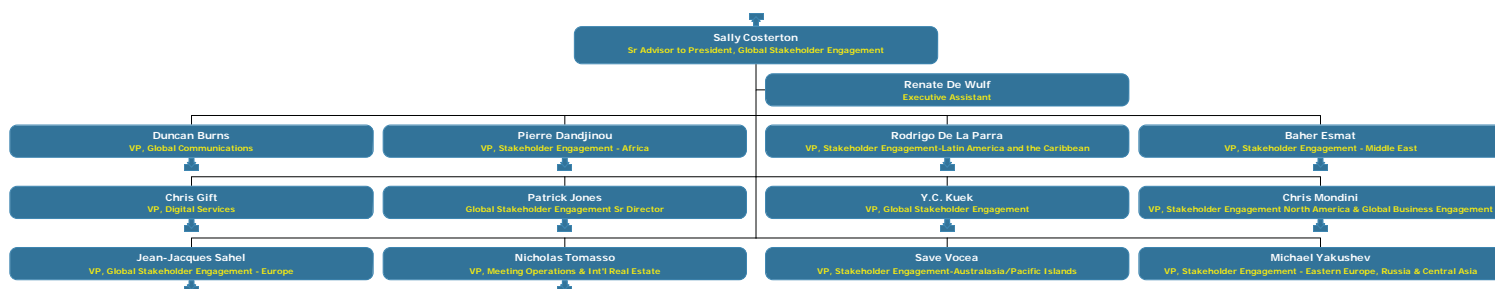 Sally Costerton
Sr Advisor to President, Global Stakeholder Engagement
Renate De Wulf
Executive Assistant
Duncan Burns
VP, Global Communications
Pierre Dandjinou
VP, Stakeholder Engagement - Africa
Rodrigo De La Parra
VP, Stakeholder Engagement-Latin America and the Caribbean
Baher Esmat
VP, Stakeholder Engagement - Middle East
Chris Gift
VP, Digital Services
Patrick Jones
Global Stakeholder Engagement Sr Director
Y.C. Kuek
VP, Global Stakeholder Engagement
Chris Mondini
VP, Stakeholder Engagement North America & Global Business Engagement
Jean-Jacques Sahel
VP, Global Stakeholder Engagement - Europe
Nicholas Tomasso
VP, Meeting Operations & Int'l Real Estate
Save Vocea
VP, Stakeholder Engagement-Australasia/Pacific Islands
Michael Yakushev
VP, Stakeholder Engagement - Eastern Europe, Russia & Central Asia